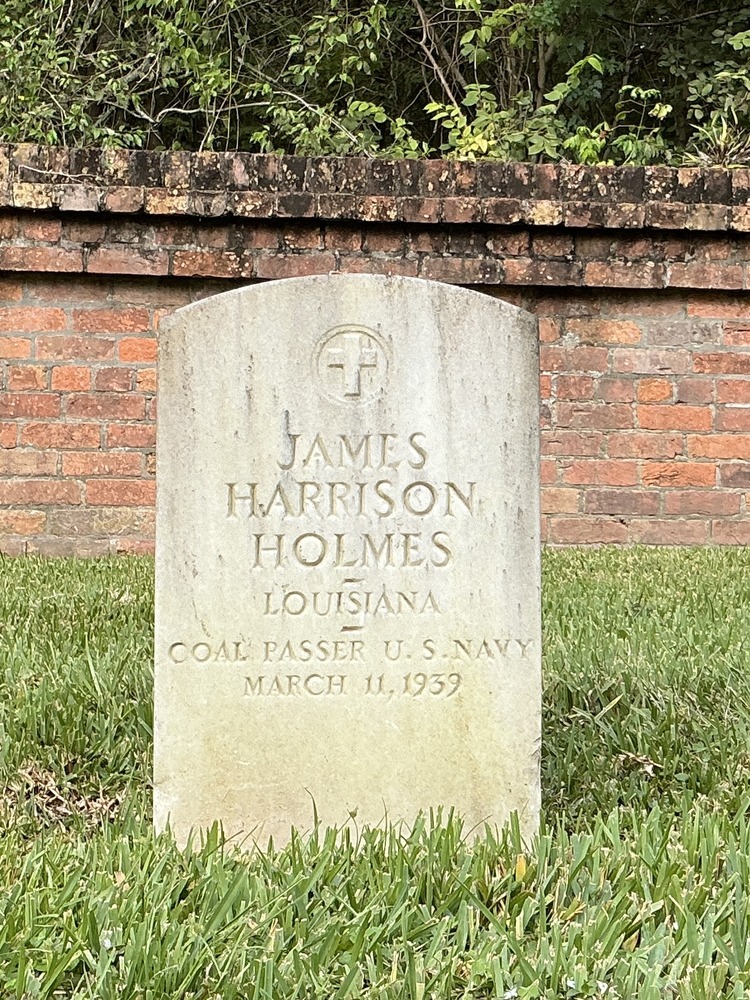 JAMES
HARRISON
HOLMES
LOUISIANA
COAL PASSER U.S.NAVY
MARCH 11, 1939